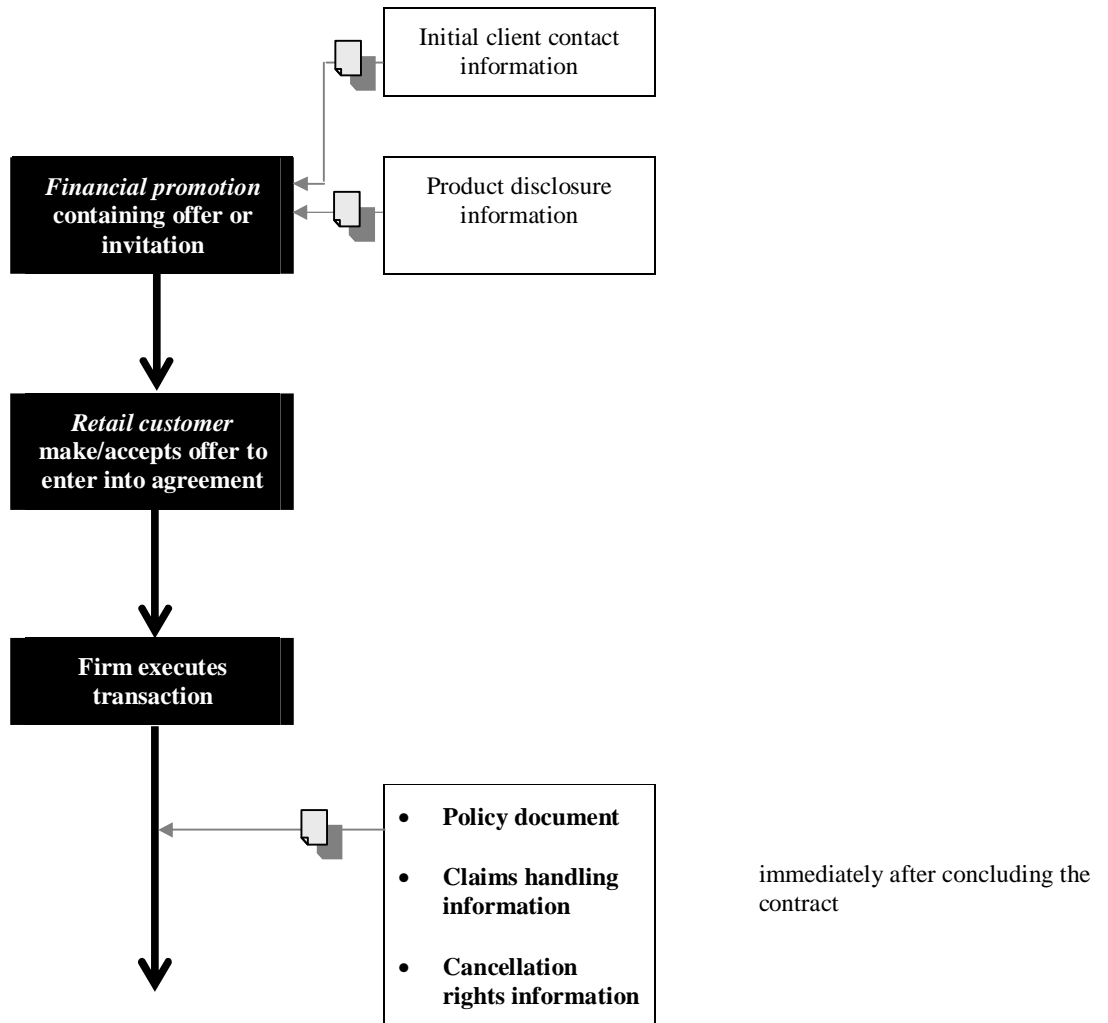 Initial client contact
information
Financial promotion
containing offer or
invitation
Product disclosure
information
Retail customer
make/accepts offer to
enter into agreement
Firm executes
transaction
• Policy document
• Claims handling
information
• Cancellation
rights information
immediately after concluding the
contract